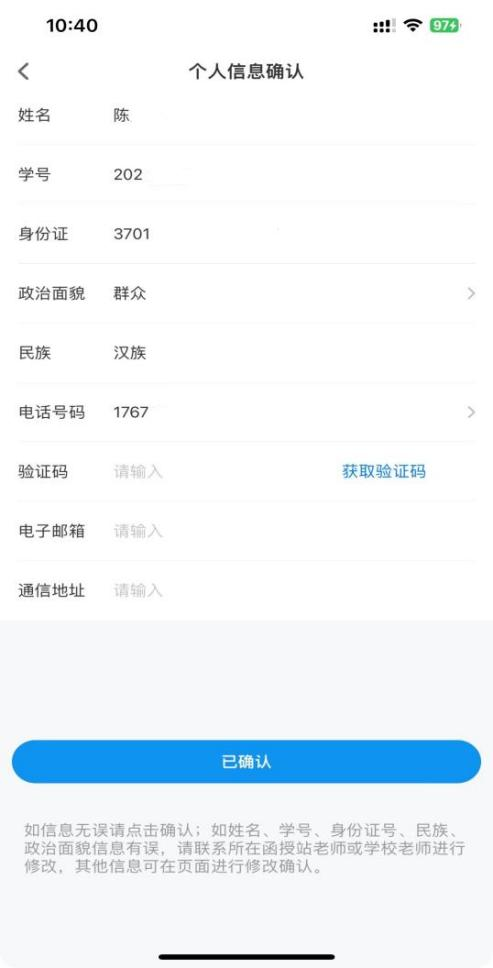 10:40
97
个人信息确认
姓名 陈
学号 202
身份证 3701
政治面貌 群众
民族 汉族
电话号码 1767
验证码 请输入 获取验证码
电子邮箱 请输入
通信地址 请输入
已确认
如信息无误请点击确认；如姓名、学号、身份证号、民族、
政治面貌信息有误，请联系所在函授站老师或学校老师进行
修改，其他信息可在页面进行修改确认。